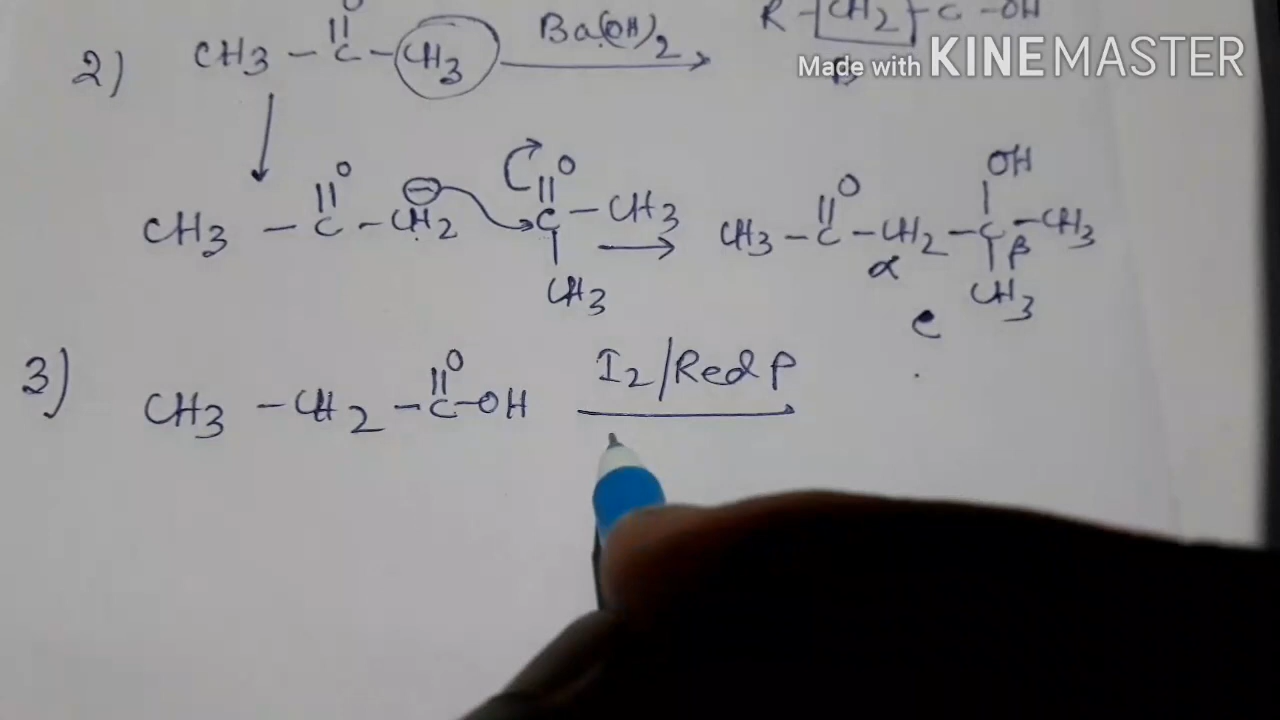 R-[CH2]-C-OH
Made with KINEMASTER
2) CH3 - C - CH3 Ba(OH)2
O
CH3 - C - CH2 ⊖ C - CH3 → CH3 - C - CH2 - C - CH3
O O O OH
CH3 α β CH3
e
3) CH3 - CH2 - C - OH I2/Red P
O